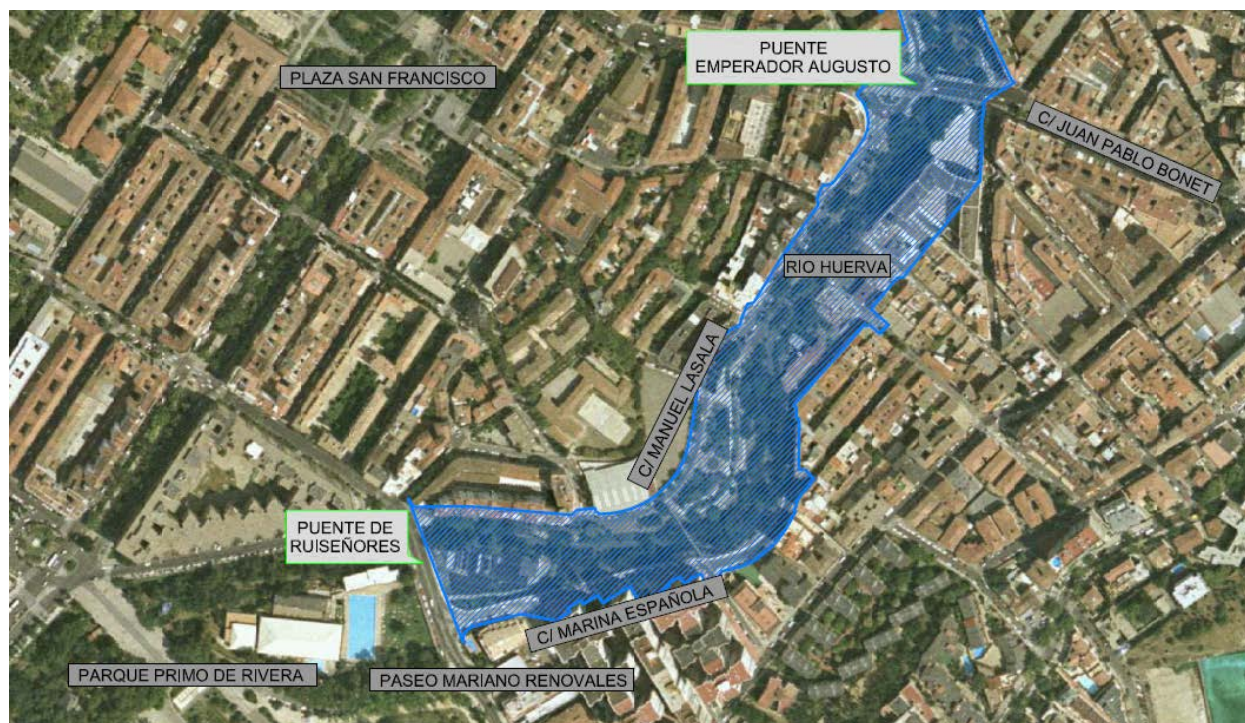 PLAZA SAN FRANCISCO
PUENTE
EMPERADOR AUGUSTO
C/ JUAN PABLO BONET
RIO HUERVA
C/ MANUEL LASALA
PUENTE DE
RUISEÑORES
C/ MARINA ESPAÑOLA
PARQUE PRIMO DE RIVERA
PASEO MARIANO RENOVALES